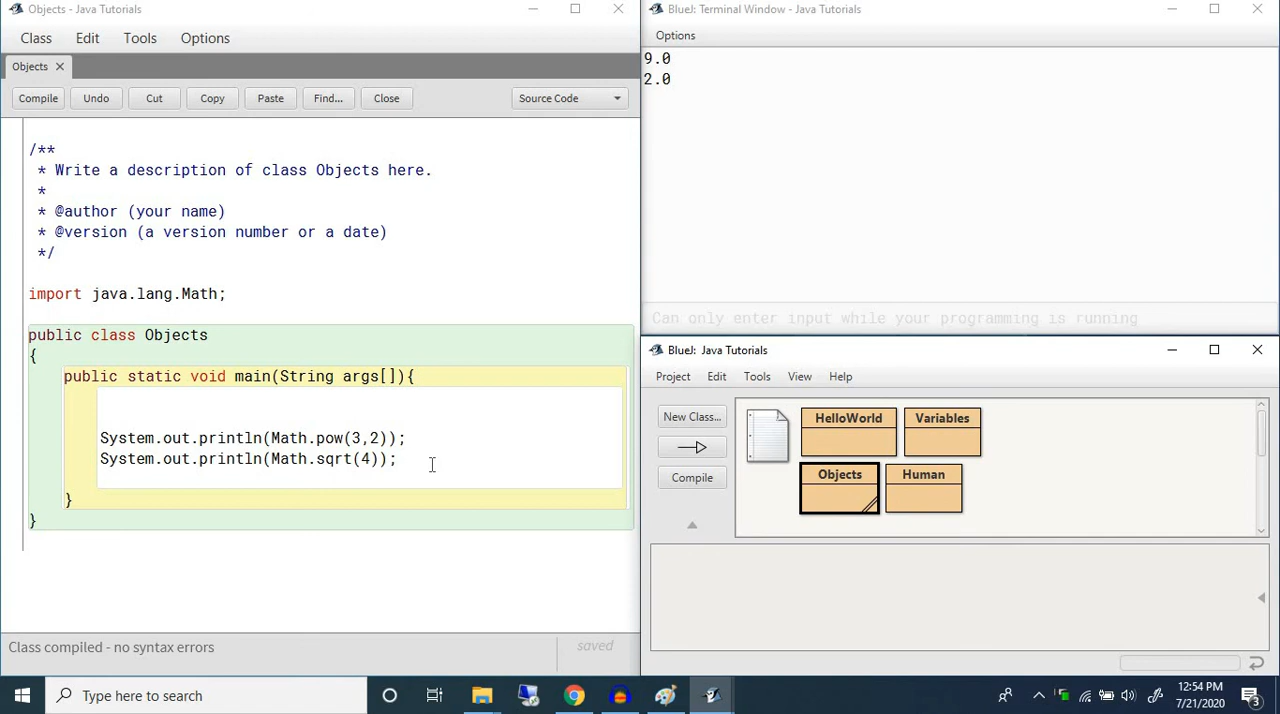 Objects - Java Tutorials
Class Edit Tools Options
Objects
Compile Undo Cut Copy Paste Find... Close Source Code
/**
* Write a description of class Objects here.
*
* @author (your name)
* @version (a version number or a date)
*/
import java.lang.Math;
public class Objects
{
public static void main(String args[]){
System.out.println(Math.pow(3,2));
System.out.println(Math.sqrt(4));
}
}
Class compiled - no syntax errors
saved
BlueJ: Terminal Window - Java Tutorials
Options
9.0
2.0
Can only enter input while your programming is running
BlueJ: Java Tutorials
Project Edit Tools View Help
New Class...
Compile
HelloWorld Variables
Objects Human
Type here to search
12:54 PM
7/21/2020
3